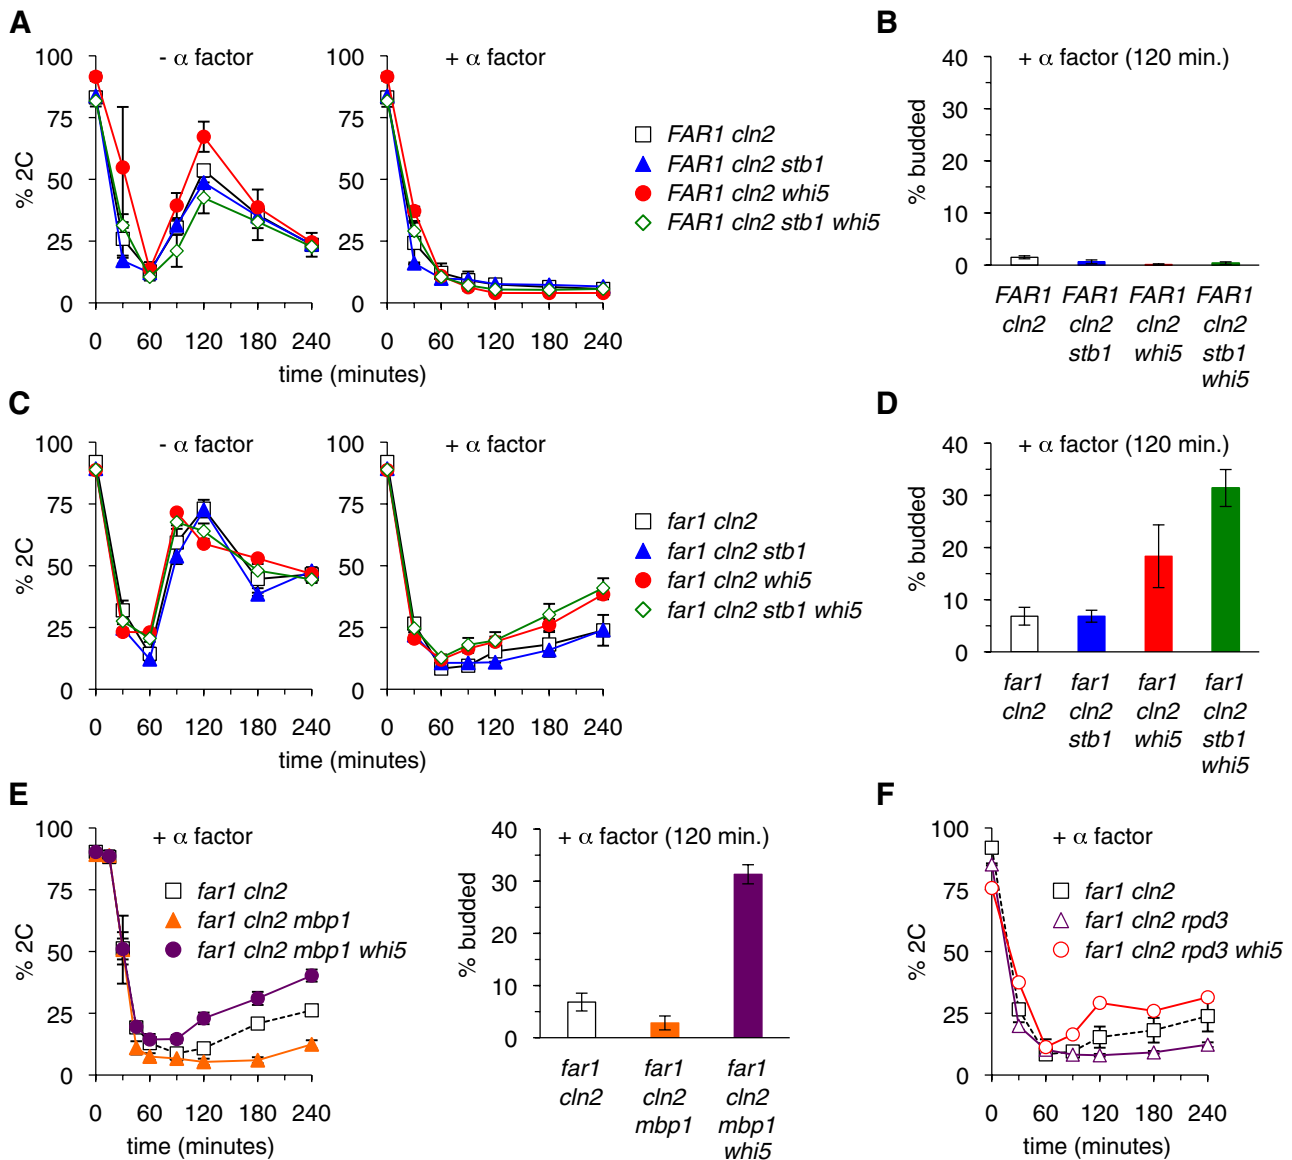 A
- α factor
+ α factor
% 2C
100
75
50
25
0
0 60 120 180 240
0 60 120 180 240
100
75
50
25
0
time (minutes)
FAR1 cln2
FAR1 cln2 stb1
FAR1 cln2 whi5
FAR1 cln2 stb1 whi5
B
+ α factor (120 min.)
% budded
40
30
20
10
0
FAR1 cln2
FAR1 cln2 stb1
FAR1 cln2 whi5
FAR1 cln2 stb1 whi5
C
- α factor
+ α factor
% 2C
100
75
50
25
0
0 60 120 180 240
100
75
50
25
0
0 60 120 180 240
time (minutes)
far1 cln2
far1 cln2 stb1
far1 cln2 whi5
far1 cln2 stb1 whi5
D
+ α factor (120 min.)
% budded
40
30
20
10
0
far1 cln2
far1 cln2 stb1
far1 cln2 whi5
far1 cln2 stb1 whi5
E
+ α factor
% 2C
100
75
50
25
0
far1 cln2
far1 cln2 mbp1
far1 cln2 mbp1 whi5
0 60 120 180 240
time (minutes)
+ α factor (120 min.)
% budded
40
30
20
10
0
far1 cln2
far1 cln2 mbp1
far1 cln2 mbp1 whi5
F
+ α factor
% 2C
100
75
50
25
0
far1 cln2
far1 cln2 rpd3
far1 cln2 rpd3 whi5
0 60 120 180 240
time (minutes)